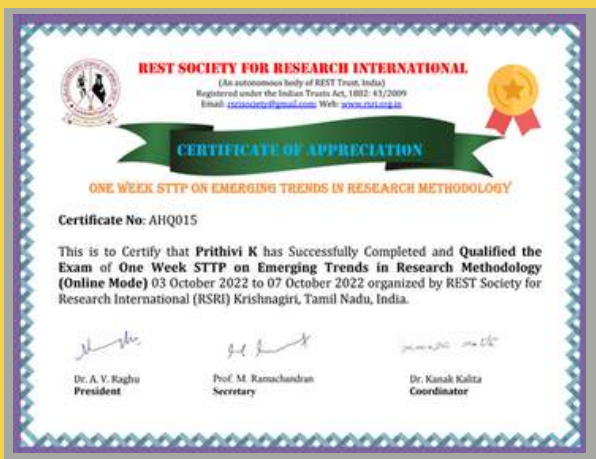 REST SOCIETY FOR RESEARCH INTERNATIONAL
(An autonomous body of REST Trust, India)
Registered under the Indian Trusts Act, 1882: 43/2009
Email: rsrisociety@gmail.com; Web: www.rsri.org.in
CERTIFICATE OF APPRECIATION
ONE WEEK STTP ON EMERGING TRENDS IN RESEARCH METHODOLOGY
Certificate No: AHQ015
This is to Certify that Prithivi K has Successfully Completed and Qualified the
Exam of One Week STTP on Emerging Trends in Research Methodology
(Online Mode) 03 October 2022 to 07 October 2022 organized by REST Society for
Research International (RSRI) Krishnagiri, Tamil Nadu, India.
Dr. A. V. Raghu
Prof. M. Ramachandran
Dr. Kanak Kalita
President
Secretary
Coordinator